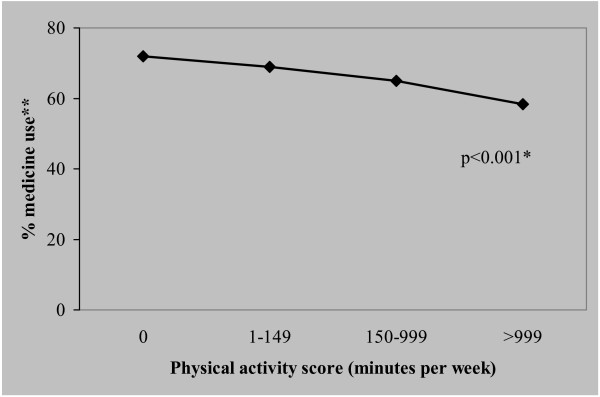 80
60
40
20
0
% medicine use**
p<0.001*
0 1-149 150-999 >999
Physical activity score (minutes per week)